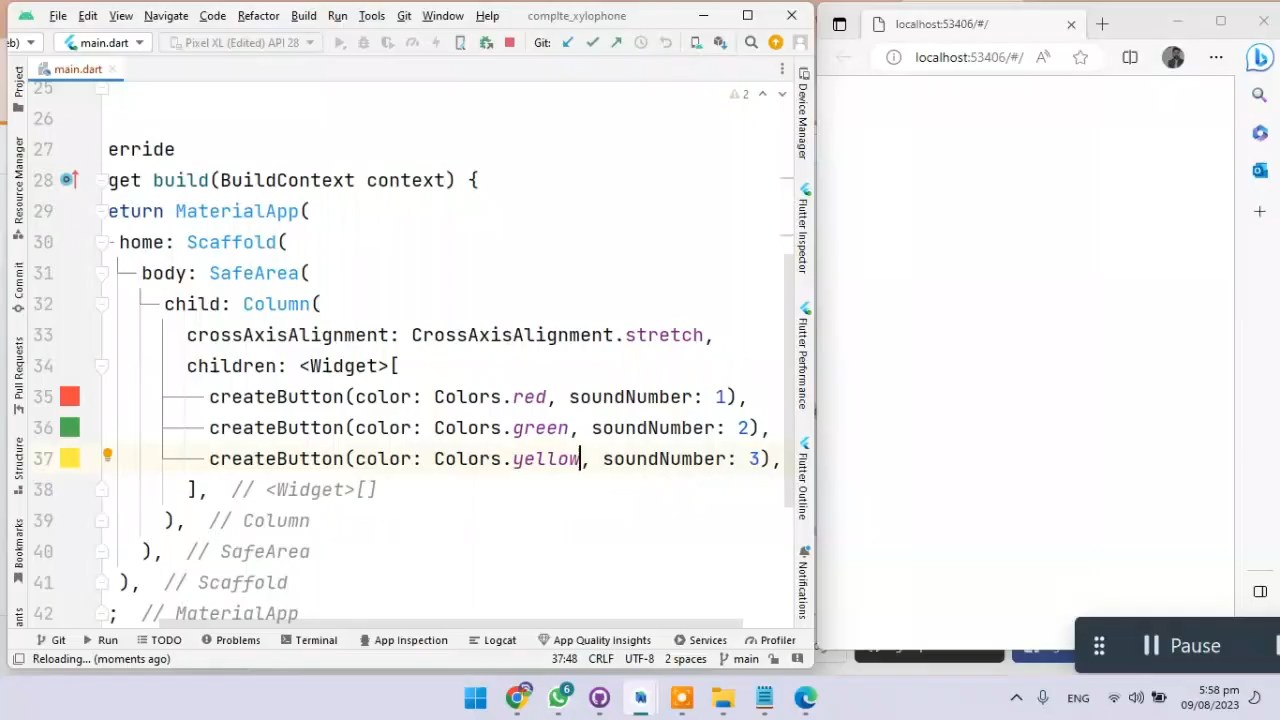 File Edit View Navigate Code Refactor Build Run Tools Git Window Help complte_xylophone
localhost:53406/#/
eb) main.dart Pixel XL (Edited) API 28 Git:
localhost:53406/#/
main.dart
2
25
26
27 erride
28 get build(BuildContext context) {
29 eturn MaterialApp(
30 home: Scaffold(
31 body: SafeArea(
32 child: Column(
33 crossAxisAlignment: CrossAxisAlignment.stretch,
34 children: <Widget>[
35 createButton(color: Colors.red, soundNumber: 1),
36 createButton(color: Colors.green, soundNumber: 2),
37 createButton(color: Colors.yellow, soundNumber: 3),
38 ], // <Widget>[]
39 ), // Column
40 ), // SafeArea
41 ), // Scaffold
42 ; // MaterialApp
Project
Resource Manager
Commit
Pull Requests
Structure
Bookmarks
ants
Device Manager
Flutter Inspector
Flutter Performance
Flutter Outline
Notifications
Git Run TODO Problems Terminal App Inspection Logcat App Quality Insights Services Profiler
Reloading... (moments ago) 37:48 CRLF UTF-8 2 spaces main
Pause
6
ENG
5:58 pm
09/08/2023